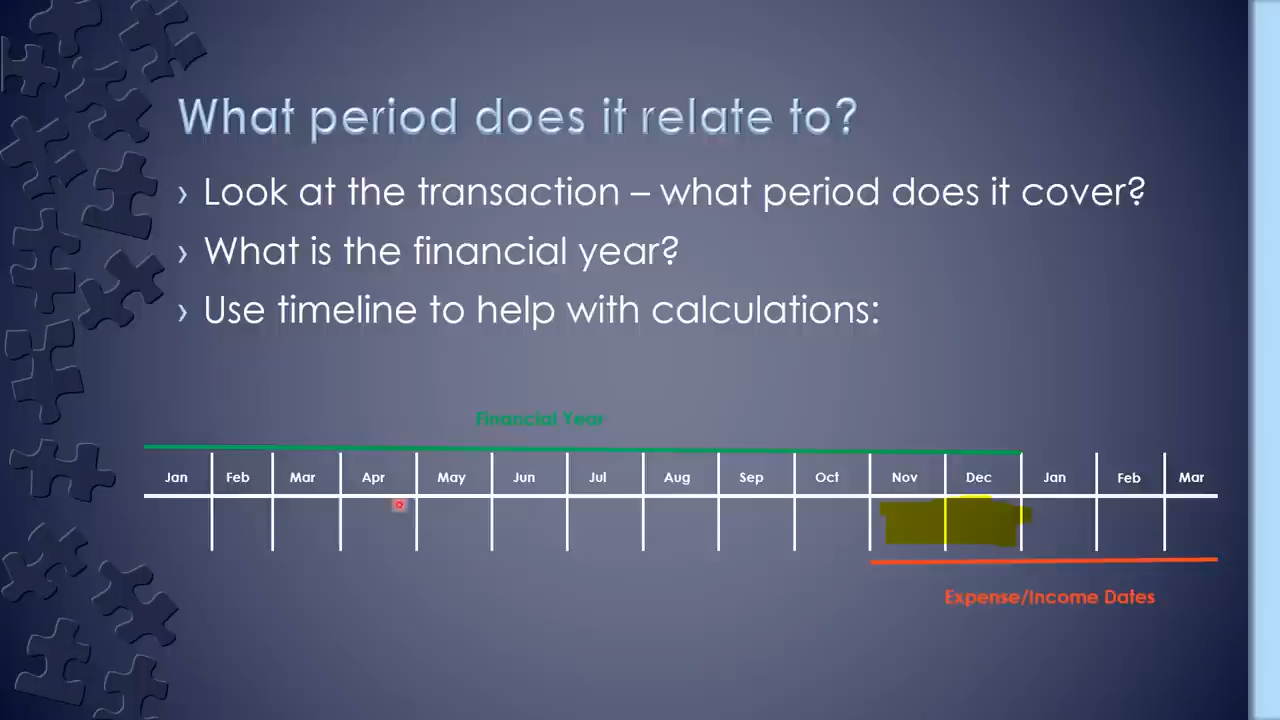 What period does it relate to?
› Look at the transaction – what period does it cover?
› What is the financial year?
› Use timeline to help with calculations:
Financial Year
Jan Feb Mar Apr May Jun Jul Aug Sep Oct Nov Dec Jan Feb Mar
Expense/Income Dates